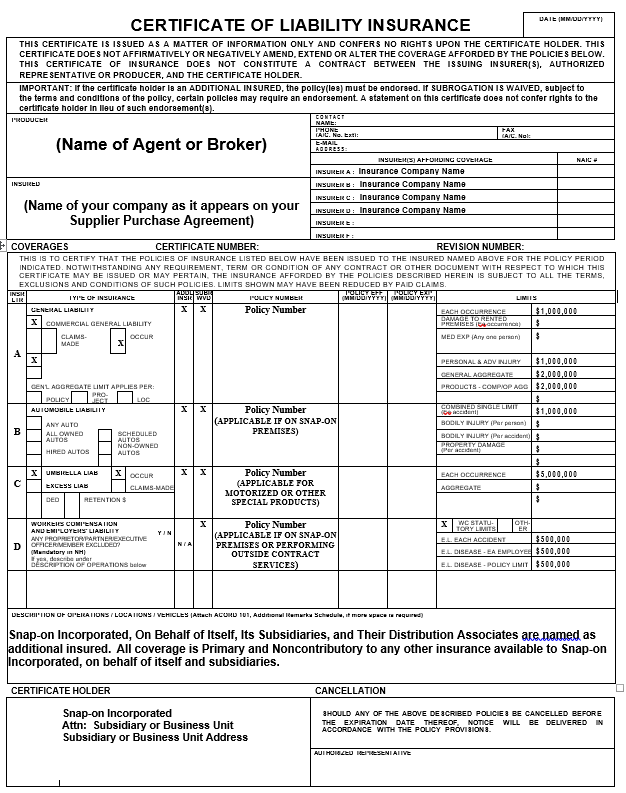 CERTIFICATE OF LIABILITY INSURANCE
DATE (MM/DD/YYYY)
THIS CERTIFICATE IS ISSUED AS A MATTER OF INFORMATION ONLY AND CONFERS NO RIGHTS UPON THE CERTIFICATE HOLDER. THIS
CERTIFICATE DOES NOT AFFIRMATIVELY OR NEGATIVELY AMEND, EXTEND OR ALTER THE COVERAGE AFFORDED BY THE POLICIES BELOW.
THIS CERTIFICATE OF INSURANCE DOES NOT CONSTITUTE A CONTRACT BETWEEN THE ISSUING INSURER(S), AUTHORIZED
REPRESENTATIVE OR PRODUCER, AND THE CERTIFICATE HOLDER.
IMPORTANT: If the certificate holder is an ADDITIONAL INSURED, the policy(ies) must be endorsed. If SUBROGATION IS WAIVED, subject to
the terms and conditions of the policy, certain policies may require an endorsement. A statement on this certificate does not confer rights to the
certificate holder in lieu of such endorsement(s).
PRODUCER
(Name of Agent or Broker)
CONTACT
NAME:
PHONE
(A/C. No. Ext):
FAX
(A/C. No):
E-MAIL
ADDRESS:
INSURER(S) AFFORDING COVERAGE
NAIC #
INSURER A : Insurance Company Name
INSURED
(Name of your company as it appears on your
Supplier Purchase Agreement)
INSURER B : Insurance Company Name
INSURER C : Insurance Company Name
INSURER D : Insurance Company Name
INSURER E :
INSURER F :
COVERAGES CERTIFICATE NUMBER: REVISION NUMBER:
THIS IS TO CERTIFY THAT THE POLICIES OF INSURANCE LISTED BELOW HAVE BEEN ISSUED TO THE INSURED NAMED ABOVE FOR THE POLICY PERIOD
INDICATED. NOTWITHSTANDING ANY REQUIREMENT, TERM OR CONDITION OF ANY CONTRACT OR OTHER DOCUMENT WITH RESPECT TO WHICH THIS
CERTIFICATE MAY BE ISSUED OR MAY PERTAIN, THE INSURANCE AFFORDED BY THE POLICIES DESCRIBED HEREIN IS SUBJECT TO ALL THE TERMS,
EXCLUSIONS AND CONDITIONS OF SUCH POLICIES. LIMITS SHOWN MAY HAVE BEEN REDUCED BY PAID CLAIMS.
INSR
LTR
TYPE OF INSURANCE
ADDL
INSR
SUBR
WVD
POLICY NUMBER
POLICY EFF
(MM/DD/YYYY)
POLICY EXP
(MM/DD/YYYY)
LIMITS
A
GENERAL LIABILITY
X COMMERCIAL GENERAL LIABILITY
CLAIMS-
MADE
X OCCUR
X
GEN'L AGGREGATE LIMIT APPLIES PER:
POLICY
PRO-
JECT
LOC
X X
Policy Number
EACH OCCURRENCE $1,000,000
DAMAGE TO RENTED
PREMISES (Ea occurrence) $
MED EXP (Any one person) $
PERSONAL & ADV INJURY $1,000,000
GENERAL AGGREGATE $2,000,000
PRODUCTS - COMP/OP AGG $2,000,000
$
B
AUTOMOBILE LIABILITY
ANY AUTO
ALL OWNED
AUTOS
SCHEDULED
AUTOS
HIRED AUTOS
NON-OWNED
AUTOS
X X
Policy Number
(APPLICABLE IF ON SNAP-ON
PREMISES)
COMBINED SINGLE LIMIT
(Ea accident) $1,000,000
BODILY INJURY (Per person) $
BODILY INJURY (Per accident) $
PROPERTY DAMAGE
(Per accident) $
$
C
X UMBRELLA LIAB X OCCUR
EXCESS LIAB CLAIMS-MADE
DED RETENTION $
X X
Policy Number
(APPLICABLE FOR
MOTORIZED OR OTHER
SPECIAL PRODUCTS)
EACH OCCURRENCE $5,000,000
AGGREGATE $
$
D
WORKERS COMPENSATION
AND EMPLOYERS' LIABILITY
Y / N
ANY PROPRIETOR/PARTNER/EXECUTIVE
OFFICER/MEMBER EXCLUDED?
(Mandatory in NH)
If yes, describe under
DESCRIPTION OF OPERATIONS below
N / A
X
Policy Number
(APPLICABLE IF ON SNAP-ON
PREMISES OR PERFORMING
OUTSIDE CONTRACT
SERVICES)
X WC STATU-
TORY LIMITS
OTH-
ER
E.L. EACH ACCIDENT $500,000
E.L. DISEASE - EA EMPLOYEE $500,000
E.L. DISEASE - POLICY LIMIT $500,000
DESCRIPTION OF OPERATIONS / LOCATIONS / VEHICLES (Attach ACORD 101, Additional Remarks Schedule, if more space is required)
Snap-on Incorporated, On Behalf of Itself, Its Subsidiaries, and Their Distribution Associates are named as
additional insured. All coverage is Primary and Noncontributory to any other insurance available to Snap-on
Incorporated, on behalf of itself and subsidiaries.
CERTIFICATE HOLDER
CANCELLATION
Snap-on Incorporated
Attn: Subsidiary or Business Unit
Subsidiary or Business Unit Address
SHOULD ANY OF THE ABOVE DESCRIBED POLICIES BE CANCELLED BEFORE
THE EXPIRATION DATE THEREOF, NOTICE WILL BE DELIVERED IN
ACCORDANCE WITH THE POLICY PROVISIONS.
AUTHORIZED REPRESENTATIVE